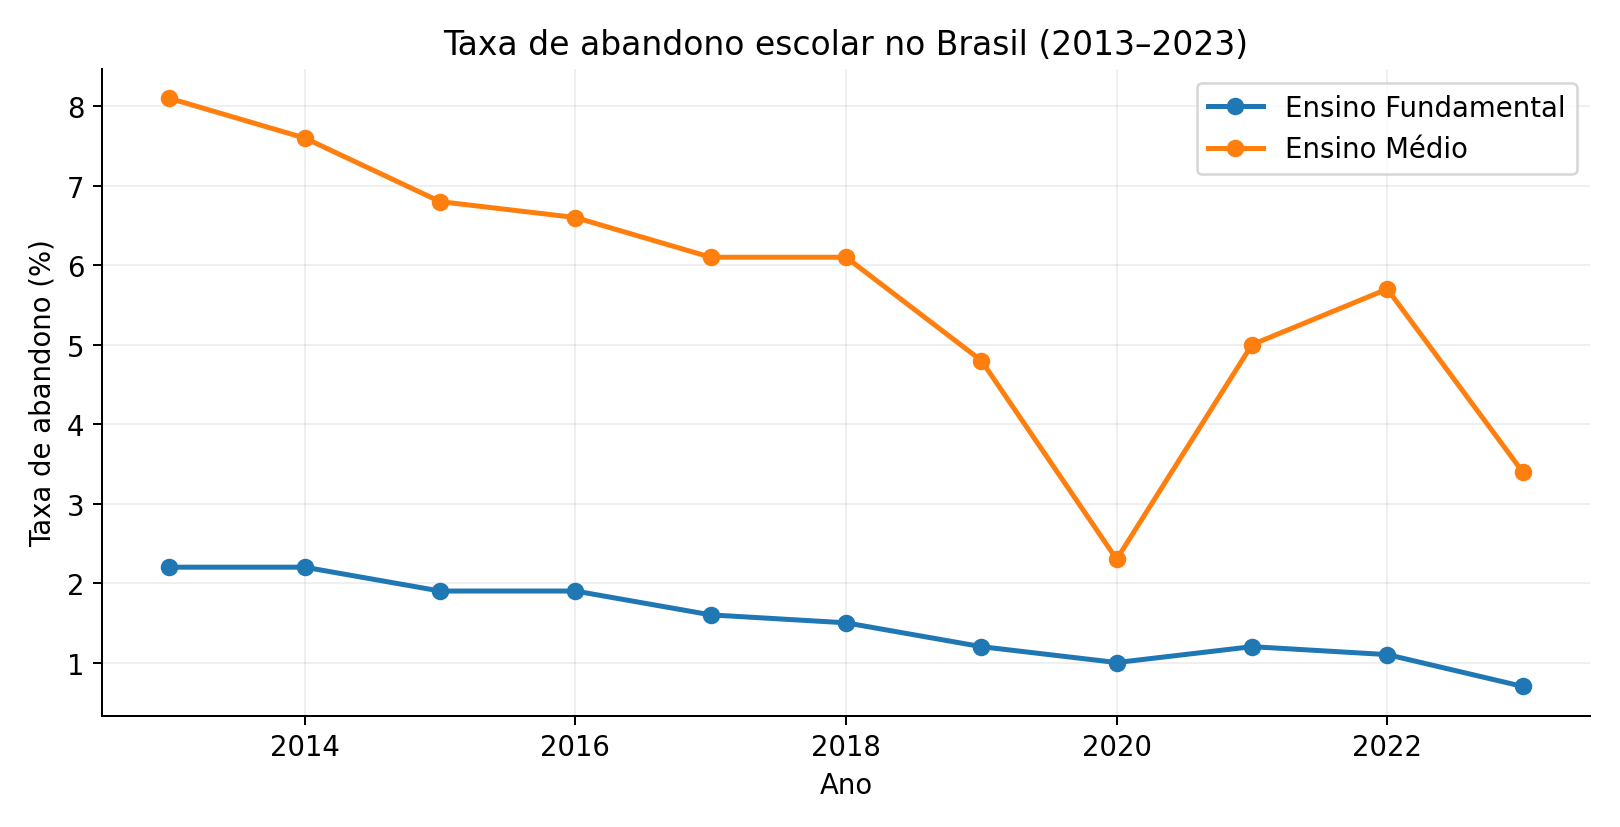 Taxa de abandono escolar no Brasil (2013–2023)
Ensino Fundamental
Ensino Médio
Taxa de abandono (%)
8
7
6
5
4
3
2
1
2014 2016 2018 2020 2022
Ano